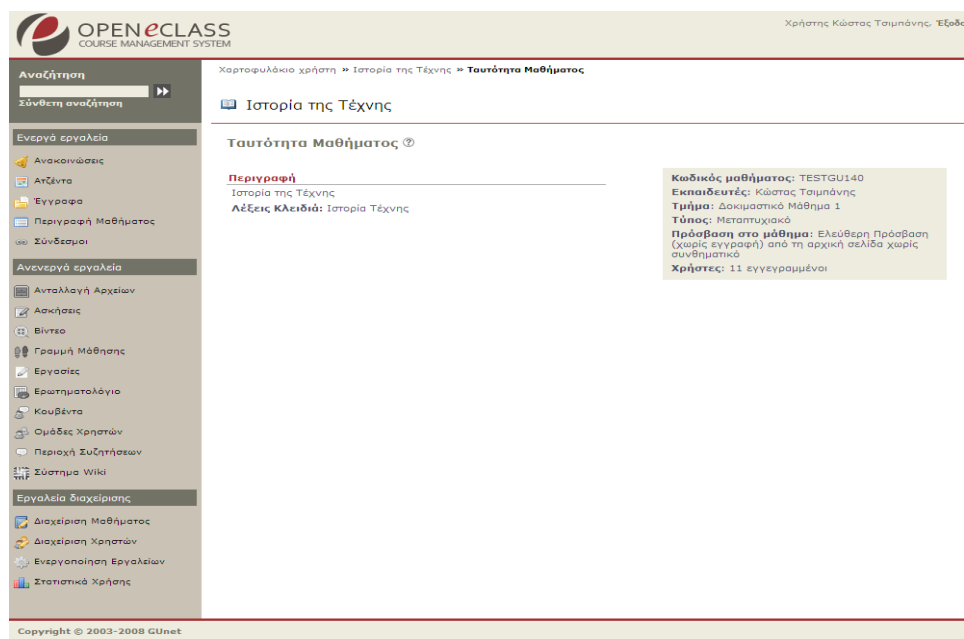 OPEN eCLASS
COURSE MANAGEMENT SYSTEM
Χρήστης Κώστας Τσιμπάνης, Έξοδο
Αναζήτηση
Σύνθετη αναζήτηση
Χαρτοφυλάκιο χρήστη » Ιστορία της Τέχνης » Ταυτότητα Μαθήματος
Ιστορία της Τέχνης
Ενεργά εργαλεία
Ανακοινώσεις
Ατζέντα
Έγγραφα
Περιγραφή Μαθήματος
Σύνδεσμοι
Ανενεργά εργαλεία
Ανταλλαγή Αρχείων
Ασκήσεις
Βίντεο
Γραμμή Μάθησης
Εργασίες
Ερωτηματολόγιο
Κουβέντα
Ομάδες Χρηστών
Περιοχή Συζητήσεων
Σύστημα Wiki
Εργαλεία διαχείρισης
Διαχείριση Μαθήματος
Διαχείριση Χρηστών
Ενεργοποίηση Εργαλείων
Στατιστικά Χρήσης
Ταυτότητα Μαθήματος
Περιγραφή
Ιστορία της Τέχνης
Λέξεις Κλειδιά: Ιστορία Τέχνης
Κωδικός μαθήματος: TESTGU140
Εκπαιδευτές: Κώστας Τσιμπάνης
Τμήμα: Δοκιμαστικό Μάθημα 1
Τύπος: Μεταπτυχιακό
Πρόσβαση στο μάθημα: Ελεύθερη Πρόσβαση
(χωρίς εγγραφή) από τη αρχική σελίδα χωρίς
συνθηματικό
Χρήστες: 11 εγγεγραμμένοι
Copyright © 2003-2008 GUnet